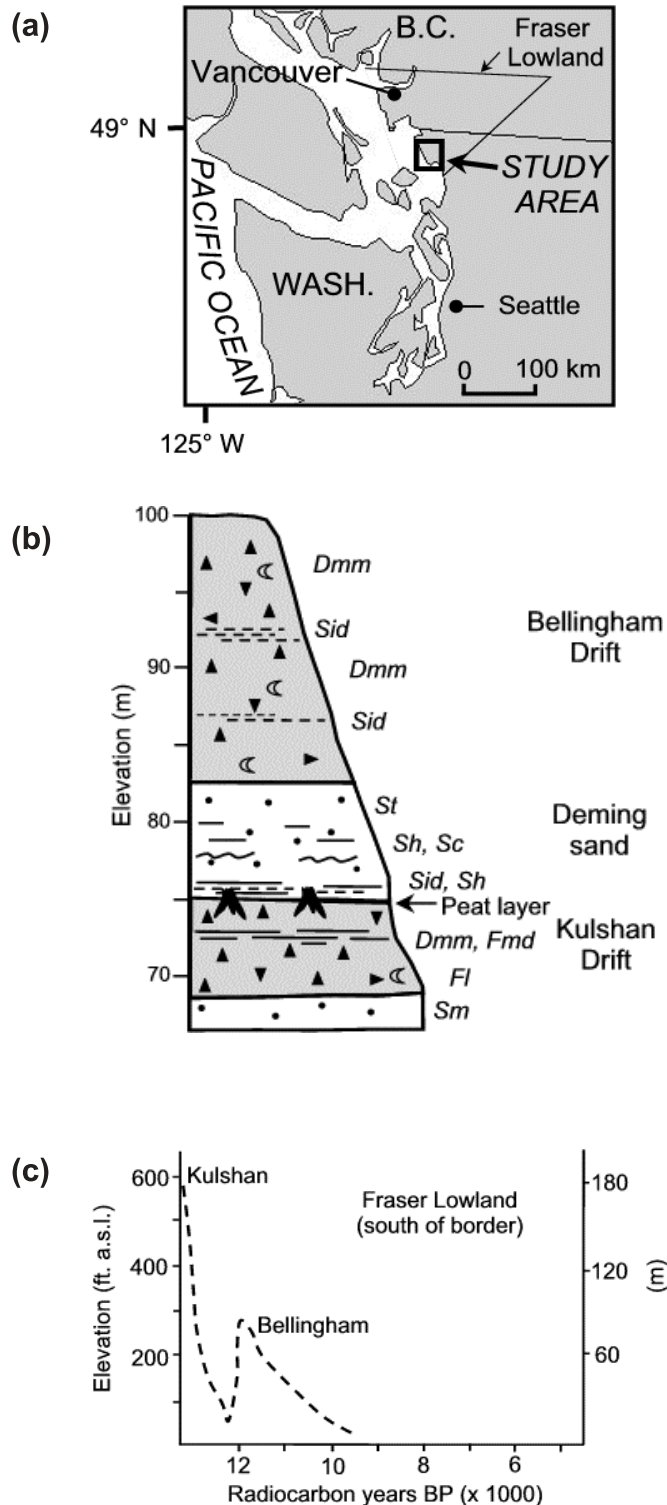 (a)
B.C.
Fraser
Lowland
Vancouver
49° N
STUDY
AREA
PACIFIC OCEAN
WASH.
Seattle
0 100 km
125° W
(b)
100
90
80
70
Elevation (m)
Dmm
Sid
Dmm
Sid
St
Sh, Sc
Sid, Sh
Peat layer
Dmm, Fmd
Fl
Sm
Bellingham
Drift
Deming
sand
Kulshan
Drift
(c)
600
400
200
Elevation (ft. a.s.l.)
Kulshan
Bellingham
Fraser Lowland
(south of border)
180
120
60
(m)
12 10 8 6
Radiocarbon years BP (x 1000)